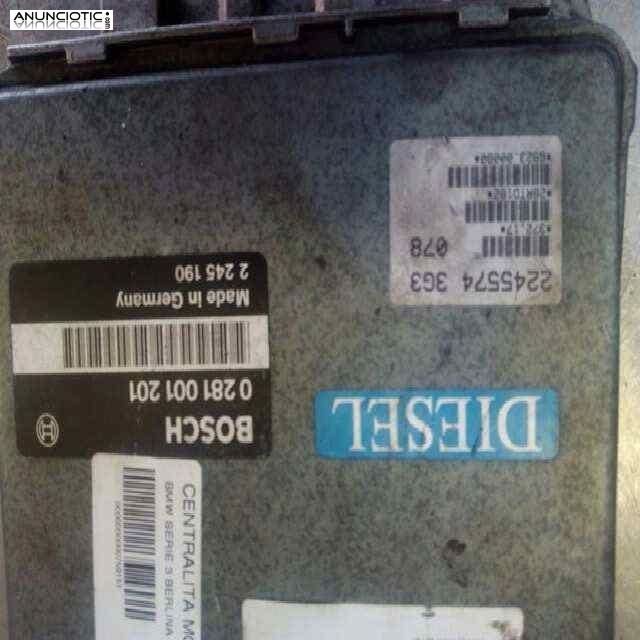 ANUNCIOTIC
BOSCH
0 281 001 201
Made in Germany
2 245 190
DIESEL
2245574 3G3
078
CENTRALITA MO
BMW SERIE 3 BERLINA